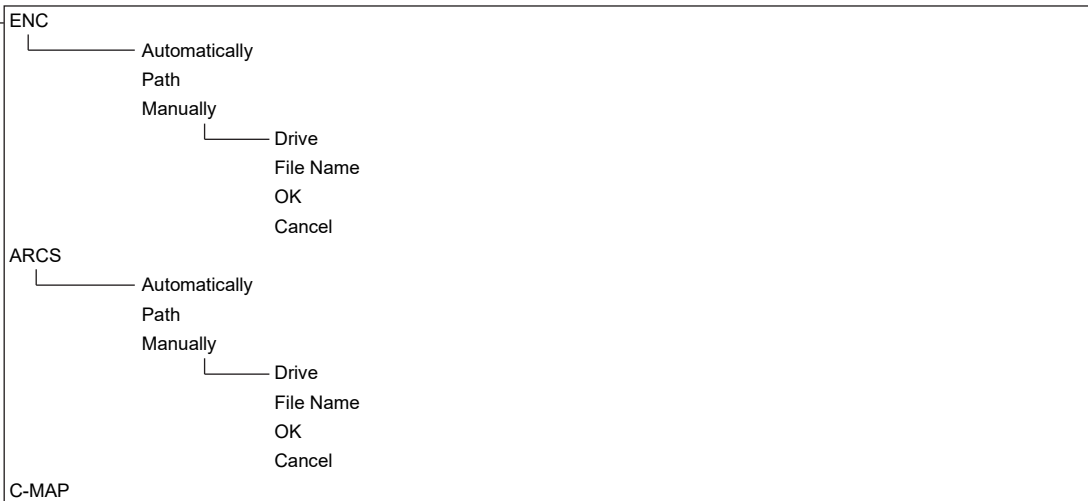 ENC
Automatically
Path
Manually
Drive
File Name
OK
Cancel
ARCS
Automatically
Path
Manually
Drive
File Name
OK
Cancel
C-MAP